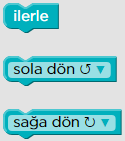 ilerle
sola dön ↺ ▼
sağa dön ↻ ▼